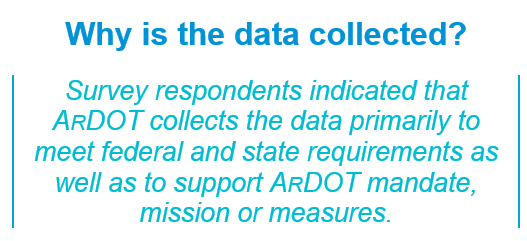 Why is the data collected?
Survey respondents indicated that
ARDOT collects the data primarily to
meet federal and state requirements as
well as to support ARDOT mandate,
mission or measures.